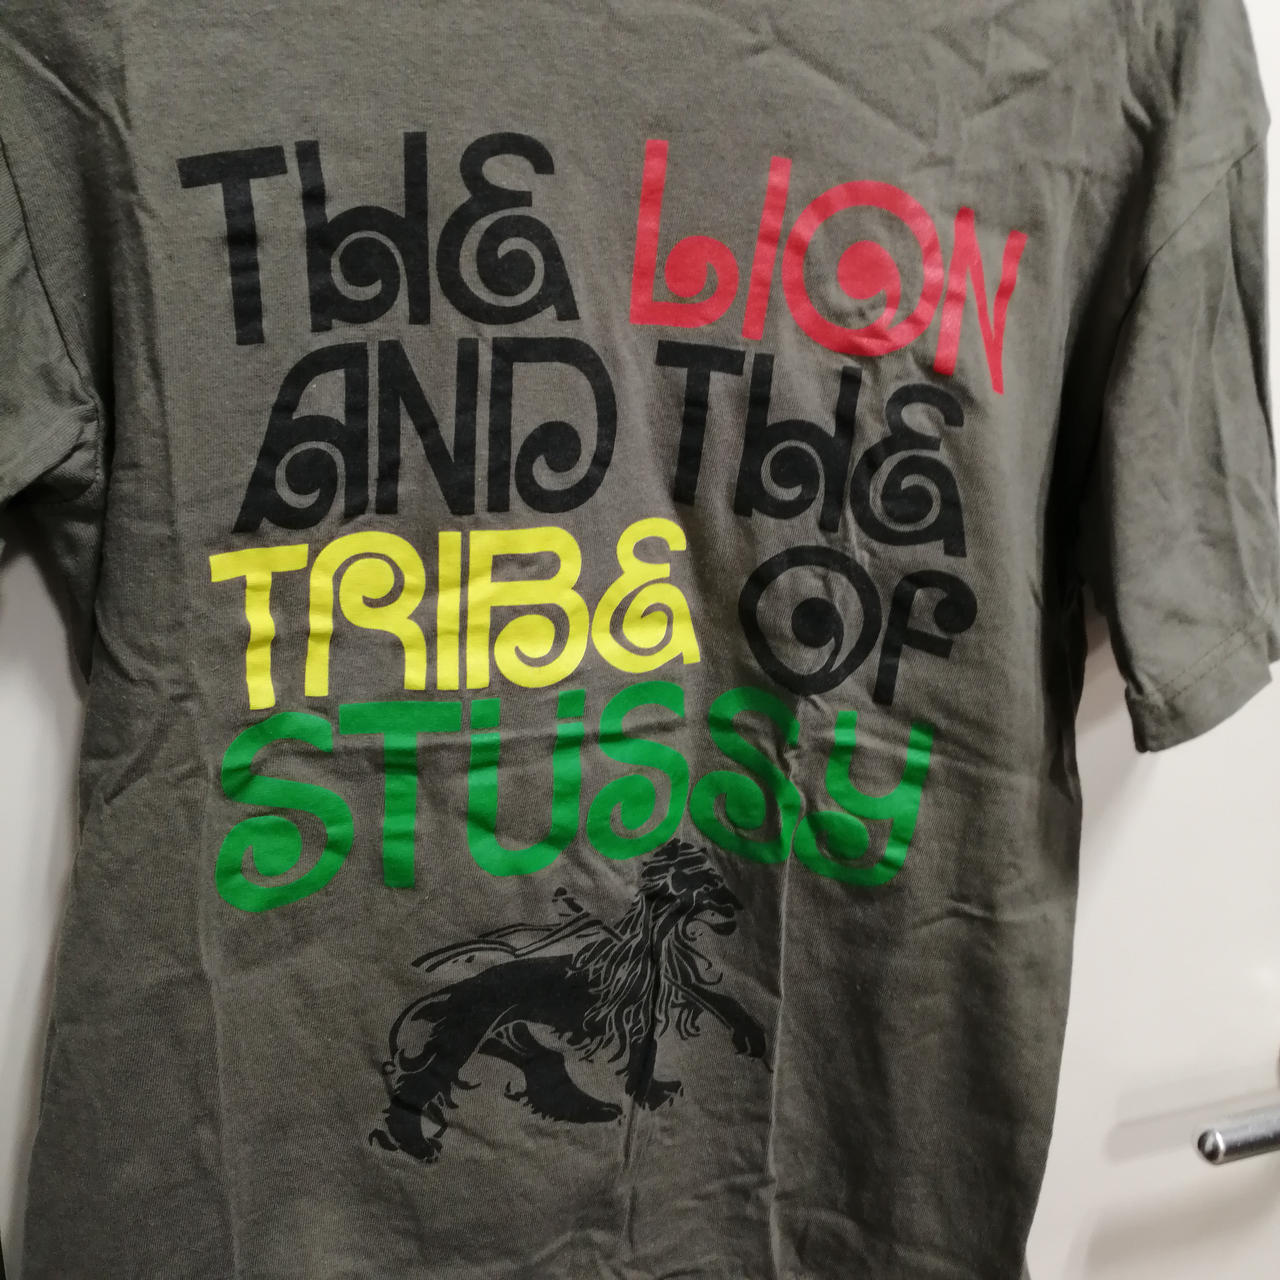 THE LION
AND THE
TRIBE OF
STUSSY